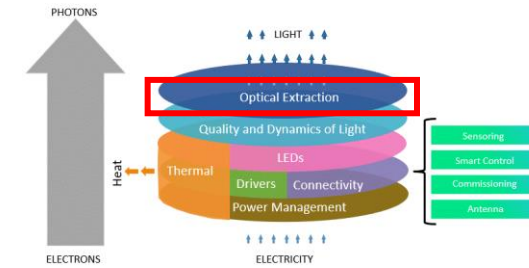 PHOTONS
LIGHT
Optical Extraction
Quality and Dynamics of Light
LEDs
Thermal
Heat
Drivers
Connectivity
Power Management
Sensoring
Smart Control
Commissioning
Antenna
ELECTRONS
ELECTRICITY